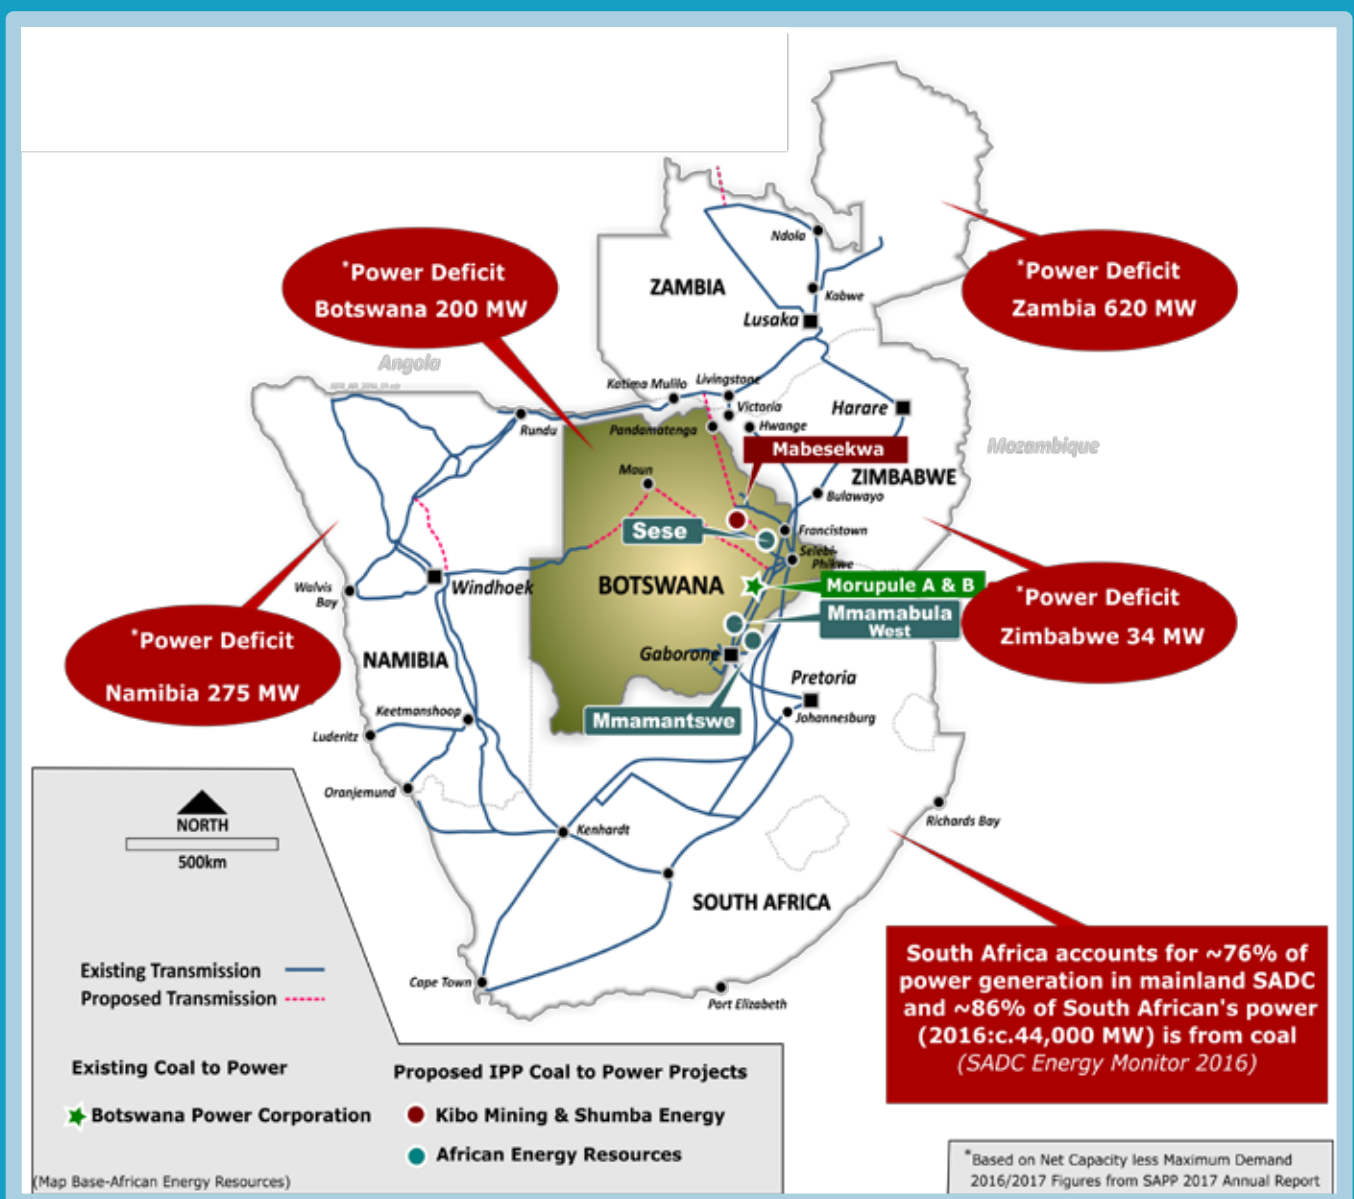 *Power Deficit
Botswana 200 MW
*Power Deficit
Zambia 620 MW
*Power Deficit
Zimbabwe 34 MW
*Power Deficit
Namibia 275 MW
Angola
Mozambique
ZAMBIA
Ndola
Kabwe
Lusaka
Katima Mulilo
Livingstone
Victoria
Harare
Rundu
Pandamatenga
Hwange
Mabesekwa
ZIMBABWE
Maun
Bulawayo
Sese
Francistown
Selebi-
Phikwe
BOTSWANA
Morupule A & B
Windhoek
Walvis
Bay
Mmamabula
West
Gaborone
NAMIBIA
Pretoria
Johannesburg
Mmamantswe
Keetmanshoop
Luderitz
Oranjemund
Kenhardt
Richards Bay
SOUTH AFRICA
Cape Town
Port Elizabeth
NORTH
500km
Existing Transmission
Proposed Transmission
Existing Coal to Power
Botswana Power Corporation
Proposed IPP Coal to Power Projects
Kibo Mining & Shumba Energy
African Energy Resources
(Map Base-African Energy Resources)
South Africa accounts for ~76% of
power generation in mainland SADC
and ~86% of South African's power
(2016:c.44,000 MW) is from coal
(SADC Energy Monitor 2016)
*Based on Net Capacity less Maximum Demand
2016/2017 Figures from SAPP 2017 Annual Report